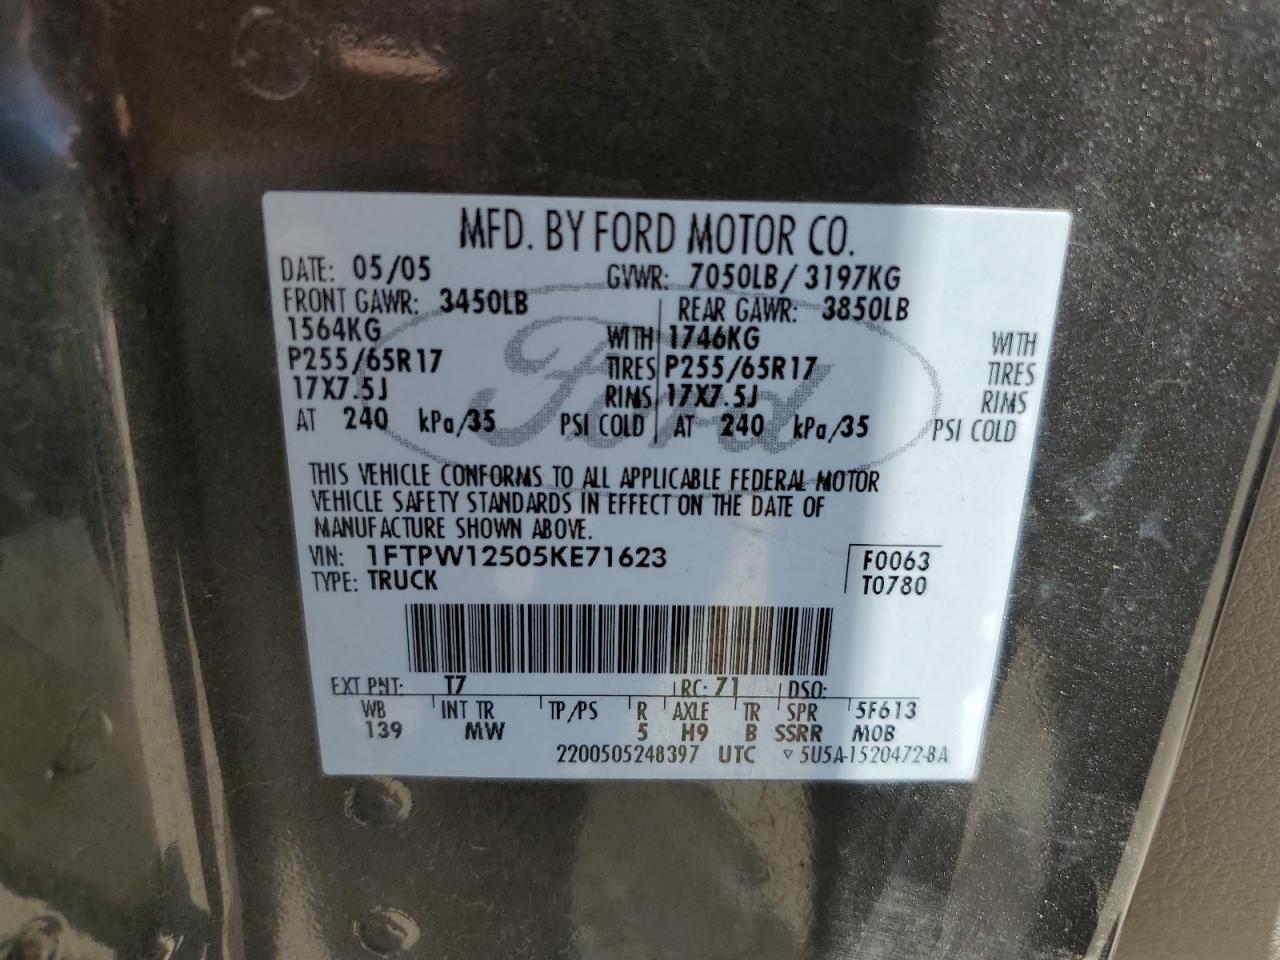 MFD. BY FORD MOTOR CO.
DATE: 05/05 GVWR: 7050LB/ 3197KG
FRONT GAWR: 3450LB REAR GAWR: 3850LB
1564KG WITH 1746KG WITH
P255/65R17 TIRES P255/65R17 TIRES
17X7.5J RIMS 17X7.5J RIMS
AT 240 kPa/35 PSI COLD AT 240 kPa/35 PSI COLD
Ford
THIS VEHICLE CONFORMS TO ALL APPLICABLE FEDERAL MOTOR
VEHICLE SAFETY STANDARDS IN EFFECT ON THE DATE OF
MANUFACTURE SHOWN ABOVE.
VIN: 1FTPW12505KE71623 F0063
TYPE: TRUCK T0780
EXT PNT: T7 RC: 71 DSO:
WB INT TR TP/PS R AXLE TR SPR 5F613
139 MW 5 H9 B SSRR MOB
2200505248397 UTC ▽ 5U5A-1520472-BA